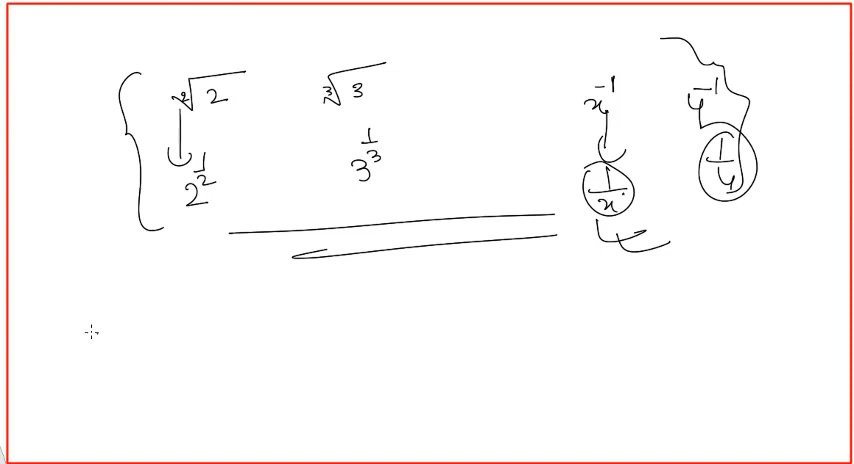 ²√2 ³√3 x⁻¹ y⁻¹
2^(1/2) 3^(1/3) 1/x 1/y